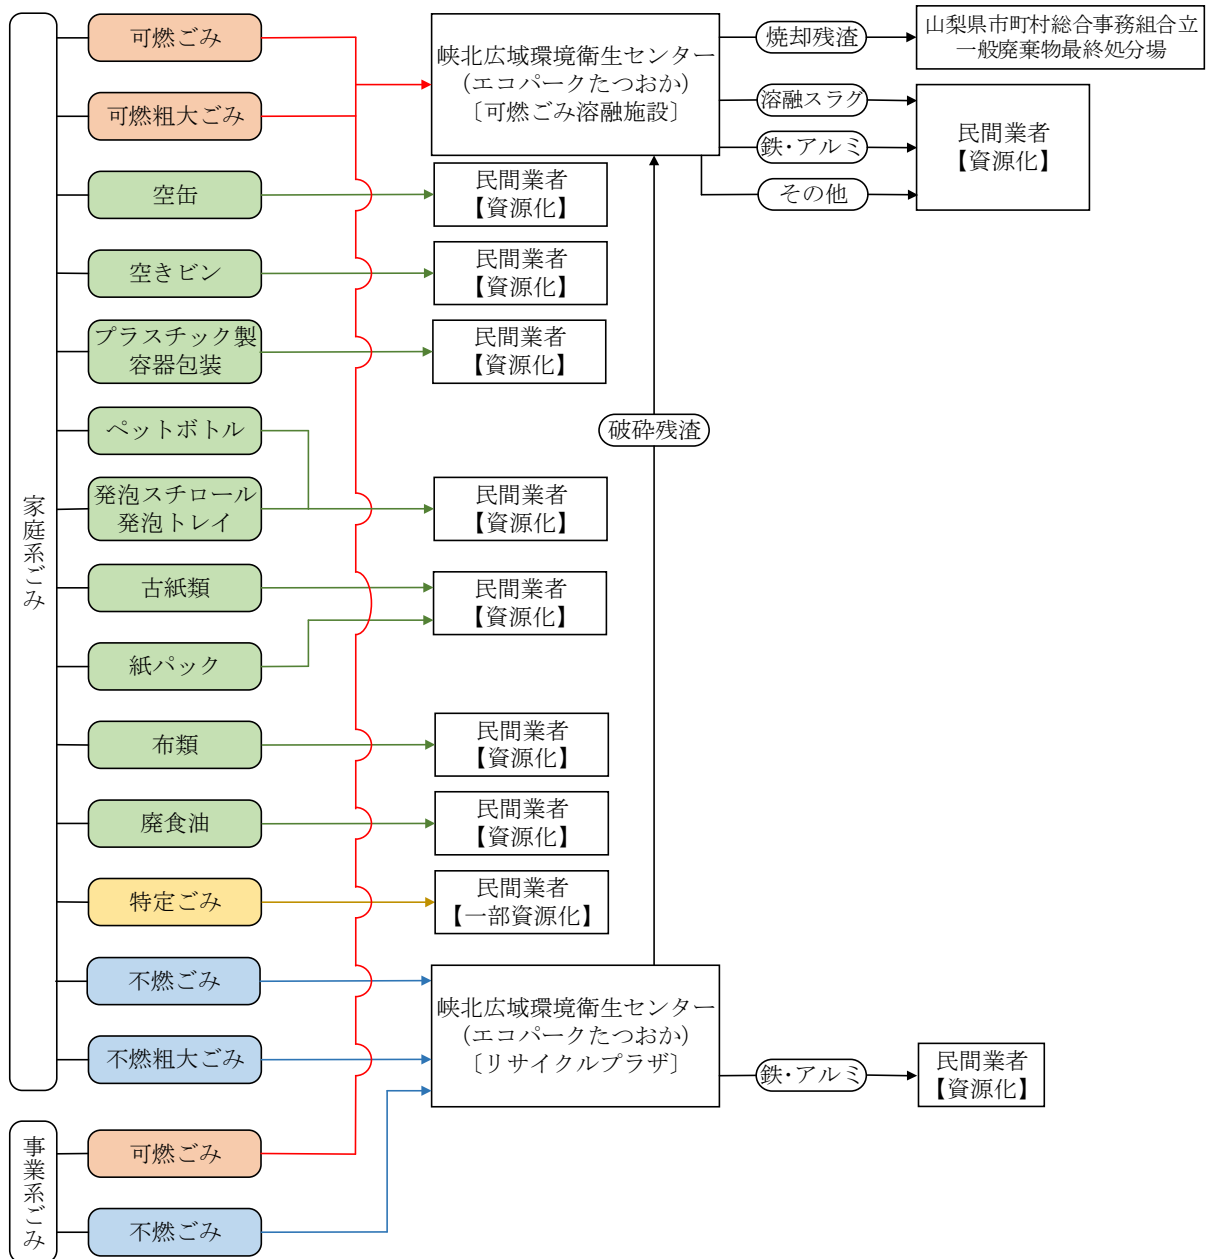 家庭系ごみ
可燃ごみ
可燃粗大ごみ
空缶
空きビン
プラスチック製
容器包装
ペットボトル
発泡スチロール
発泡トレイ
古紙類
紙パック
布類
廃食油
特定ごみ
不燃ごみ
不燃粗大ごみ
事業系ごみ
可燃ごみ
不燃ごみ
峡北広域環境衛生センター
（エコパークたつおか）
〔可燃ごみ溶融施設〕
民間業者
【資源化】
民間業者
【資源化】
民間業者
【資源化】
民間業者
【資源化】
民間業者
【資源化】
民間業者
【資源化】
民間業者
【資源化】
民間業者
【一部資源化】
峡北広域環境衛生センター
（エコパークたつおか）
〔リサイクルプラザ〕
破砕残渣
焼却残渣
溶融スラグ
鉄・アルミ
その他
山梨県市町村総合事務組合立
一般廃棄物最終処分場
民間業者
【資源化】
鉄・アルミ
民間業者
【資源化】